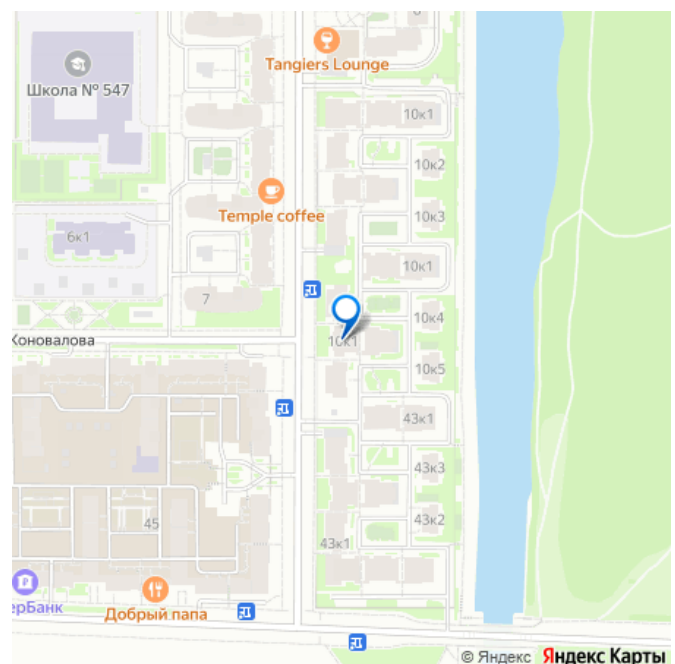 Tangiers Lounge
Школа № 547
10к1
10к2
Temple coffee
10к3
6к1
10к1
7
10к4
Коновалова
10к1
10к5
43к1
43к3
45
43к2
43к1
ерБанк
Добрый папа
© Яндекс Яндекс Карты